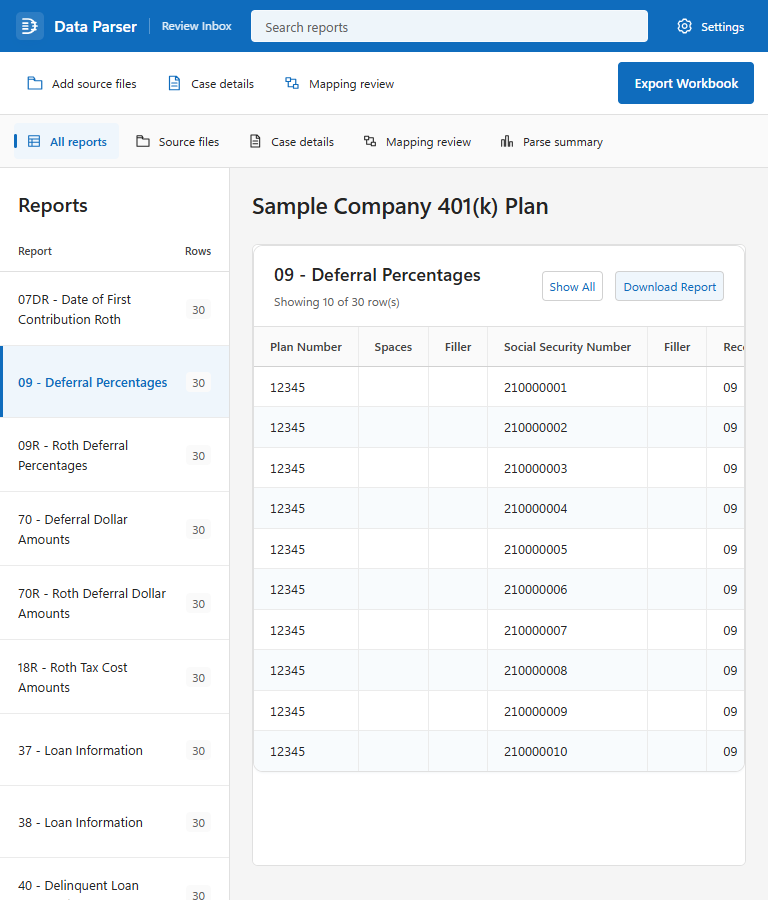 Data Parser
Review Inbox
Search reports
Settings
Add source files
Case details
Mapping review
Export Workbook
All reports
Source files
Case details
Mapping review
Parse summary
Reports
Report Rows
07DR - Date of First
Contribution Roth
30
09 - Deferral Percentages 30
09R - Roth Deferral
Percentages
30
70 - Deferral Dollar
Amounts
30
70R - Roth Deferral Dollar
Amounts
30
18R - Roth Tax Cost
Amounts
30
37 - Loan Information 30
38 - Loan Information 30
40 - Delinquent Loan
30
Sample Company 401(k) Plan
09 - Deferral Percentages
Showing 10 of 30 row(s)
Show All
Download Report
Plan Number Spaces Filler Social Security Number Filler
12345 210000001 09
12345 210000002 09
12345 210000003 09
12345 210000004 09
12345 210000005 09
12345 210000006 09
12345 210000007 09
12345 210000008 09
12345 210000009 09
12345 210000010 09